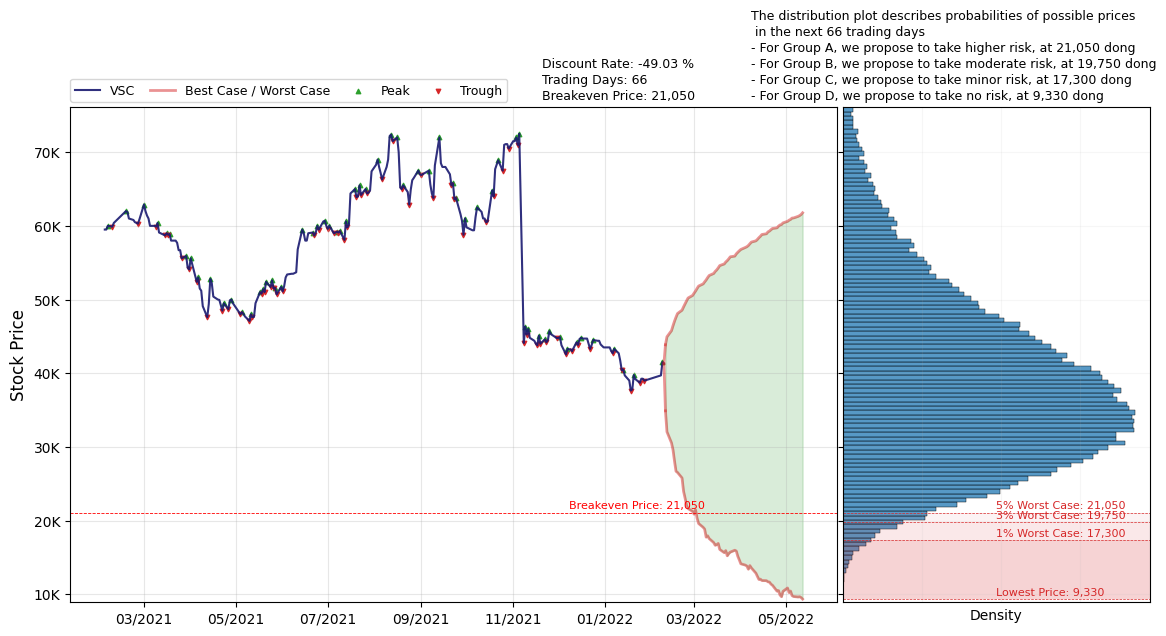 The distribution plot describes probabilities of possible prices
in the next 66 trading days
- For Group A, we propose to take higher risk, at 21,050 dong
- For Group B, we propose to take moderate risk, at 19,750 dong
- For Group C, we propose to take minor risk, at 17,300 dong
- For Group D, we propose to take no risk, at 9,330 dong
Discount Rate: -49.03 %
Trading Days: 66
Breakeven Price: 21,050
VSC
Best Case / Worst Case
Peak
Trough
Stock Price
70K
60K
50K
40K
30K
20K
10K
Breakeven Price: 21,050
03/2021
05/2021
07/2021
09/2021
11/2021
01/2022
03/2022
05/2022
5% Worst Case: 21,050
3% Worst Case: 19,750
1% Worst Case: 17,300
Lowest Price: 9,330
Density